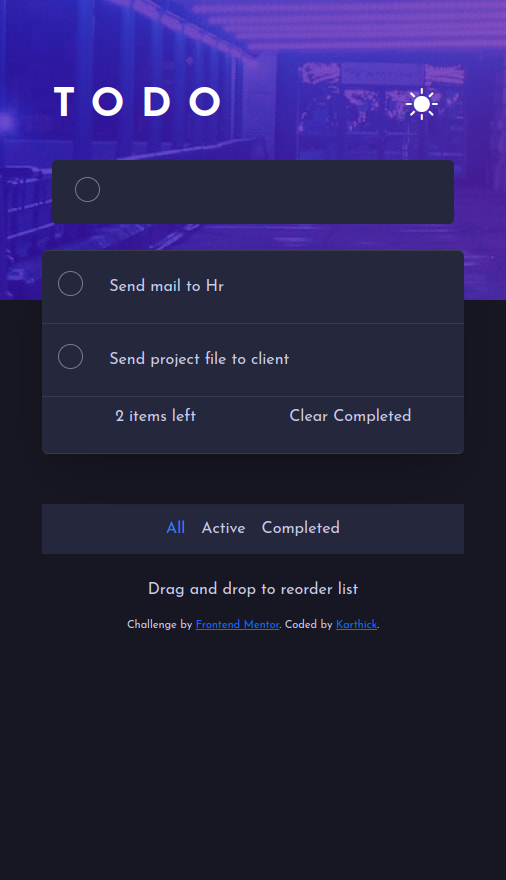 TODO
Send mail to Hr
Send project file to client
2 items left Clear Completed
All Active Completed
Drag and drop to reorder list
Challenge by Frontend Mentor. Coded by Karthick.